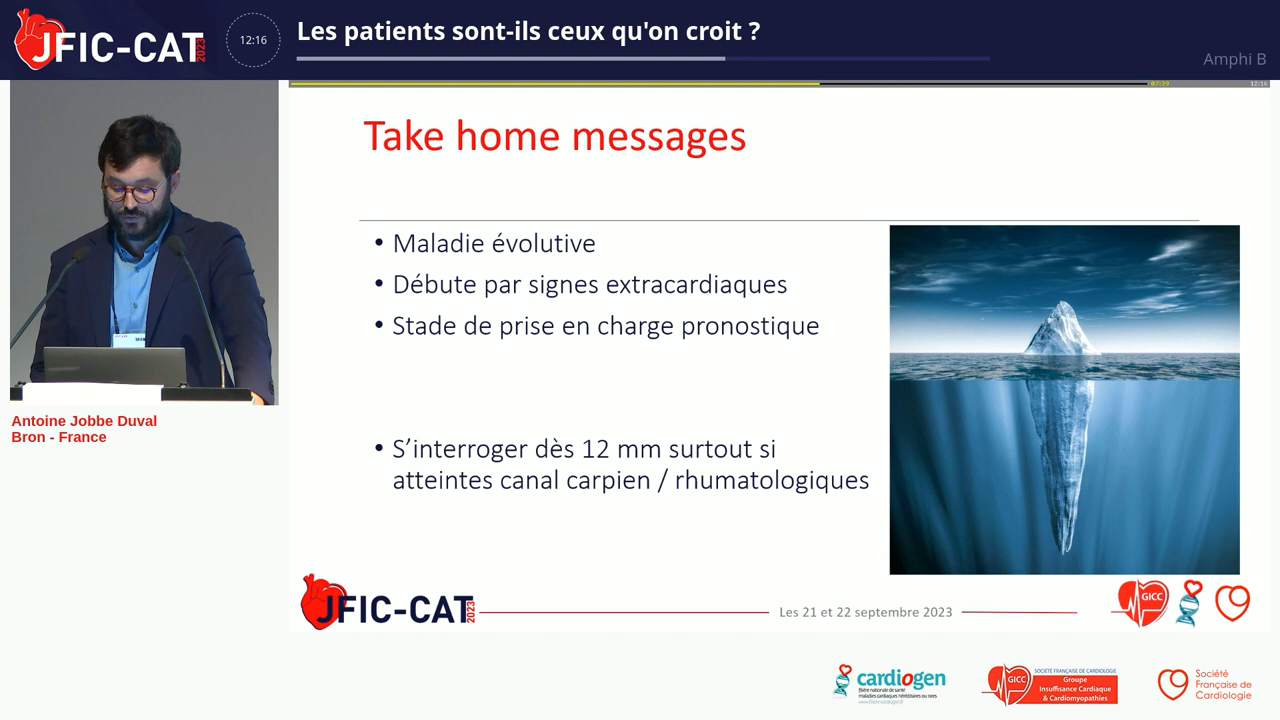 JFIC-CAT 2023
12:16
Les patients sont-ils ceux qu'on croit ?
Amphi B
07:59
12:16
Take home messages
• Maladie évolutive
• Débute par signes extracardiaques
• Stade de prise en charge pronostique
• S’interroger dès 12 mm surtout si
atteintes canal carpien / rhumatologiques
Antoine Jobbe Duval
Bron - France
JFIC-CAT 2023
Les 21 et 22 septembre 2023
GICC
cardiogen
filière nationale de santé
maladies cardiaques héréditaires ou rares
www.filiere-cardiogen.fr
GICC
SOCIÉTÉ FRANÇAISE DE CARDIOLOGIE
Groupe
Insuffisance Cardiaque
& Cardiomyopathies
Société
Française de
Cardiologie